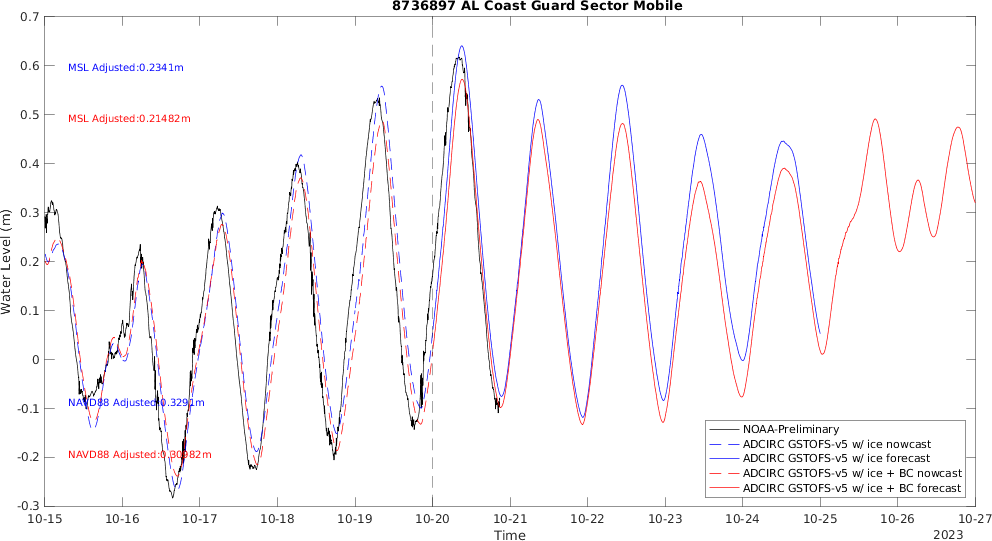 8736897 AL Coast Guard Sector Mobile
0.7
0.6
0.5
0.4
0.3
0.2
0.1
0
-0.1
-0.2
-0.3
Water Level (m)
MSL Adjusted:0.2341m
MSL Adjusted:0.21482m
NAVD88 Adjusted:0.3291m
NAVD88 Adjusted:0.30982m
NOAA-Preliminary
ADCIRC GSTOFS-v5 w/ ice nowcast
ADCIRC GSTOFS-v5 w/ ice forecast
ADCIRC GSTOFS-v5 w/ ice + BC nowcast
ADCIRC GSTOFS-v5 w/ ice + BC forecast
10-15 10-16 10-17 10-18 10-19 10-20 10-21 10-22 10-23 10-24 10-25 10-26 10-27
Time
2023